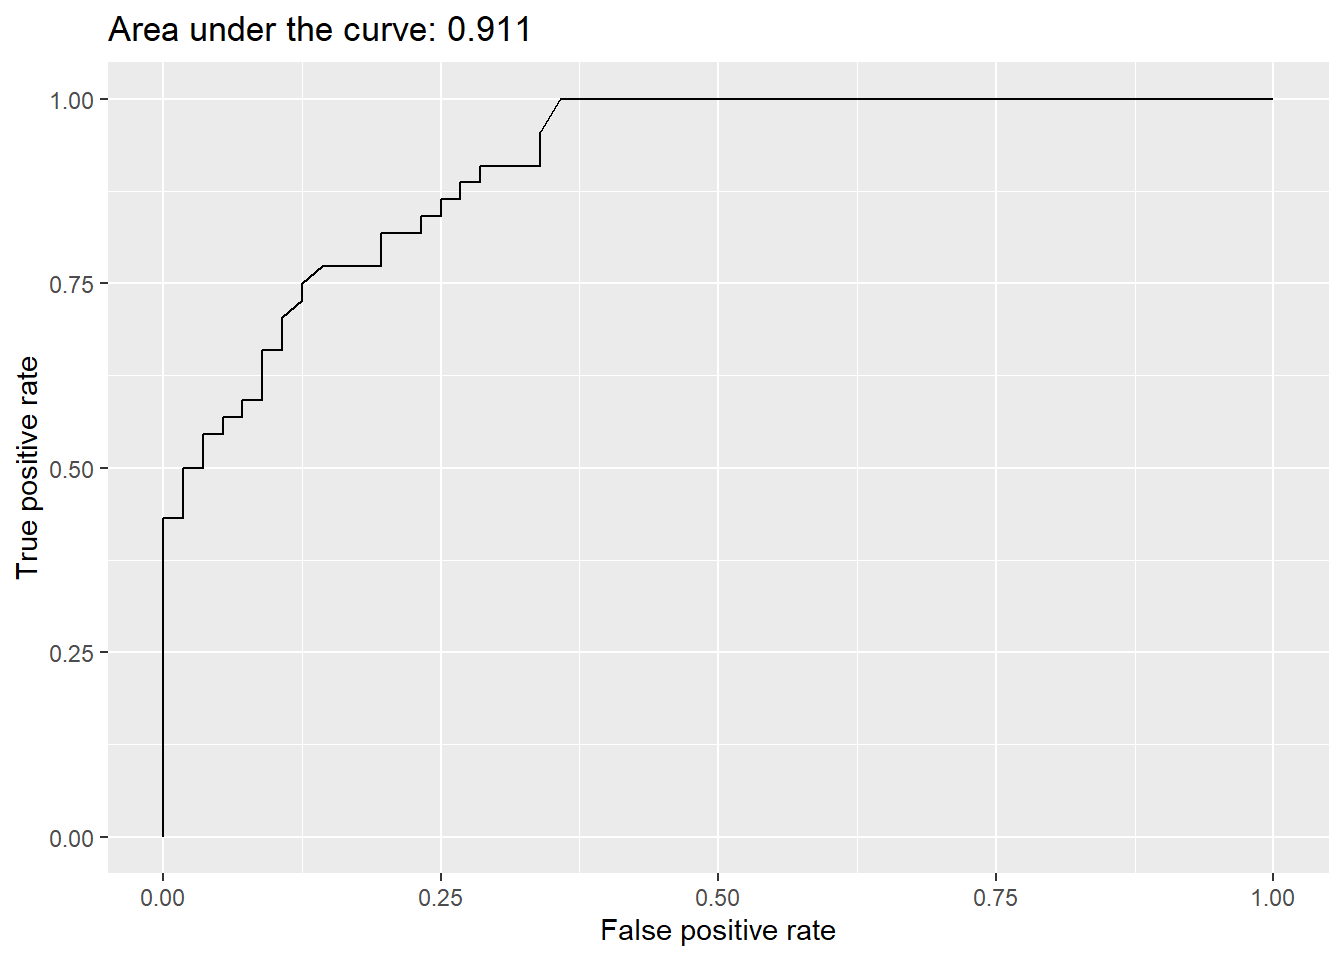 Area under the curve: 0.911
True positive rate
1.00
0.75
0.50
0.25
0.00
0.00 0.25 0.50 0.75 1.00
False positive rate